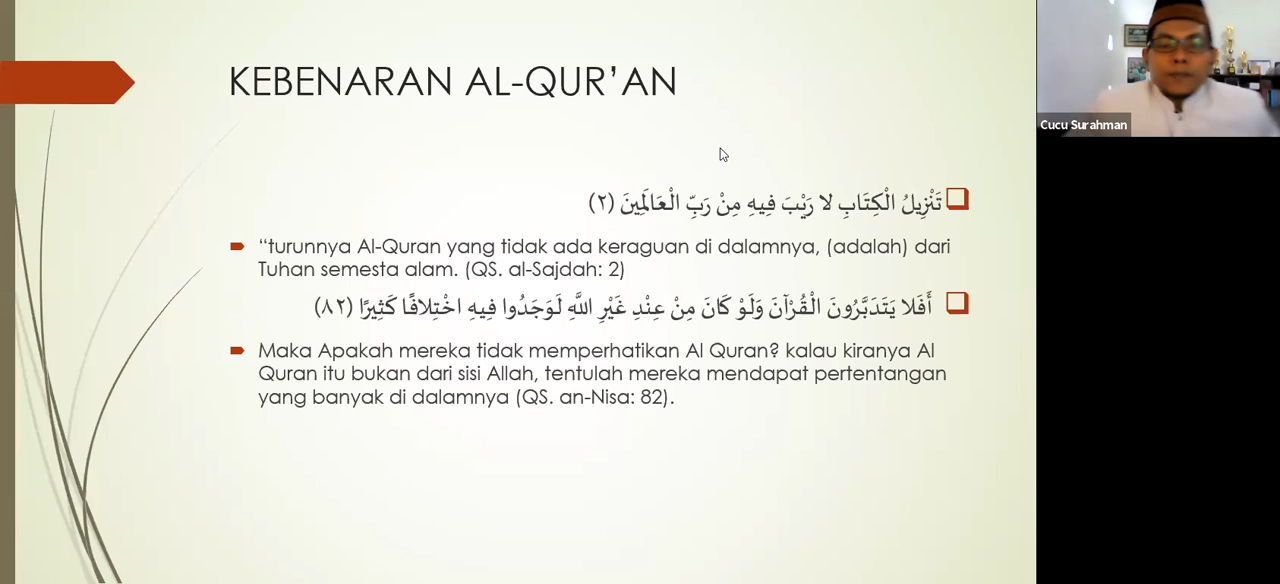 KEBENARAN AL-QUR’AN
تَنْزِيلُ الْكِتَابِ لا رَيْبَ فِيهِ مِنْ رَبِّ الْعَالَمِينَ (٢)
“turunnya Al-Quran yang tidak ada keraguan di dalamnya, (adalah) dari
Tuhan semesta alam. (QS. al-Sajdah: 2)
أَفَلا يَتَدَبَّرُونَ الْقُرْآنَ وَلَوْ كَانَ مِنْ عِنْدِ غَيْرِ اللَّهِ لَوَجَدُوا فِيهِ اخْتِلافًا كَثِيرًا (٨٢)
Maka Apakah mereka tidak memperhatikan Al Quran? kalau kiranya Al
Quran itu bukan dari sisi Allah, tentulah mereka mendapat pertentangan
yang banyak di dalamnya (QS. an-Nisa: 82).
Cucu Surahman